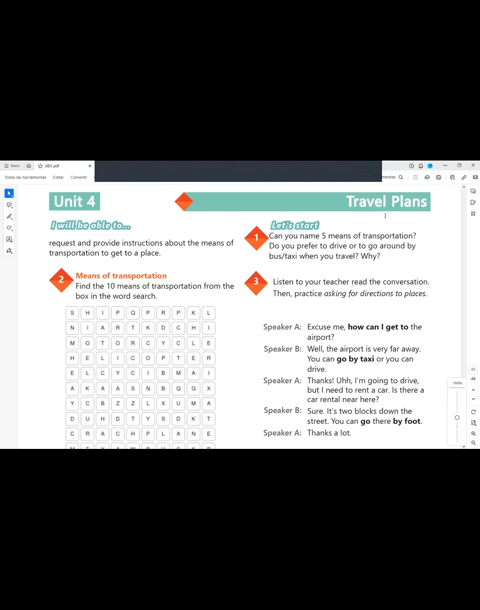 Menú
DBS.pdf
Todas las herramientas Editar Convertir
Unit 4
Travel Plans
I will be able to...
request and provide instructions about the means of
transportation to get to a place.
2
Means of transportation
Find the 10 means of transportation from the
box in the word search.
S H I P Q P R P K L
N I A R T K D C H I
M O T O R C Y C L E
H E L I C O P T E R
E L C Y C I B M A I
A K A A S N B Q G X
Y C B Z Z L X U M A
D U H D T Y S D K T
C R A C H P L A N E
Let's start
1
Can you name 5 means of transportation?
Do you prefer to drive or to go around by
bus/taxi when you travel? Why?
3
Listen to your teacher read the conversation.
Then, practice asking for directions to places.
Speaker A: Excuse me, how can I get to the
airport?
Speaker B: Well, the airport is very far away.
You can go by taxi or you can
drive.
Speaker A: Thanks! Uhh, I'm going to drive,
but I need to rent a car. Is there a
car rental near here?
Speaker B: Sure. It's two blocks down the
street. You can go there by foot.
Speaker A: Thanks a lot.